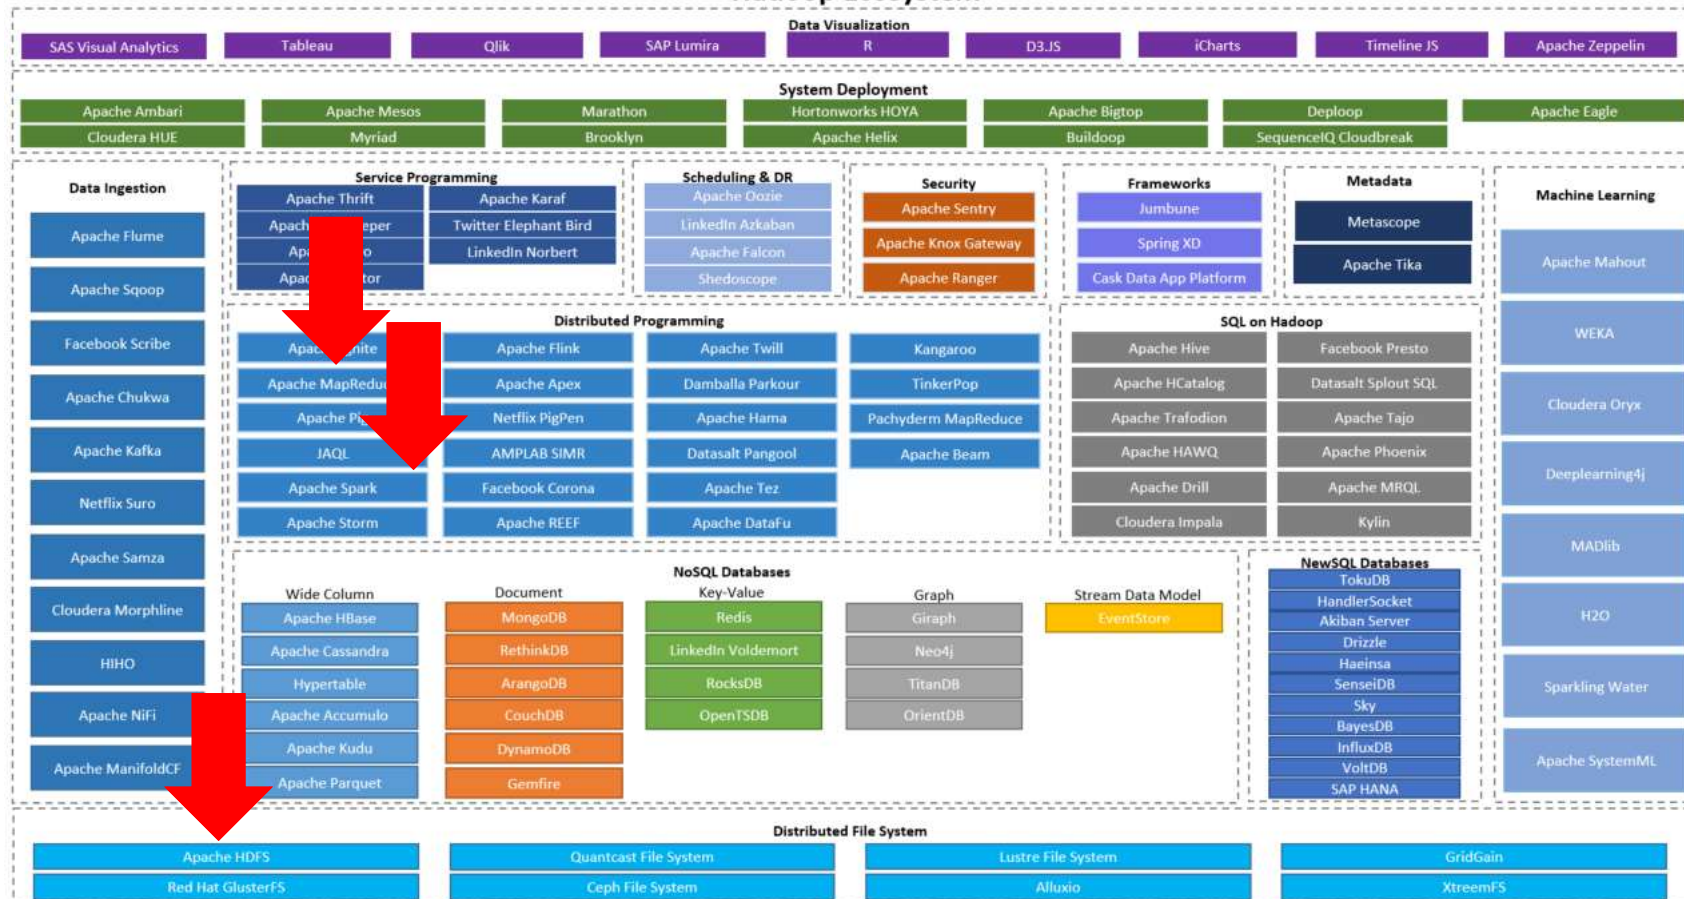 Data Visualization
SAS Visual Analytics
Tableau
Qlik
SAP Lumira
R
D3.JS
iCharts
Timeline JS
Apache Zeppelin
System Deployment
Apache Ambari
Apache Mesos
Marathon
Hortonworks HOYA
Apache Bigtop
Deploop
Apache Eagle
Cloudera HUE
Myriad
Brooklyn
Apache Helix
Buildoop
SequenceIQ Cloudbreak
Data Ingestion
Apache Flume
Apache Sqoop
Facebook Scribe
Apache Chukwa
Apache Kafka
Netflix Suro
Apache Samza
Cloudera Morphline
HIHO
Apache NiFi
Apache ManifoldCF
Service Programming
Apache Thrift
Apache Karaf
Twitter Elephant Bird
LinkedIn Norbert
Scheduling & DR
Apache Oozie
LinkedIn Azkaban
Apache Falcon
Shedoscope
Security
Apache Sentry
Apache Knox Gateway
Apache Ranger
Frameworks
Jumbune
Spring XD
Cask Data App Platform
Metadata
Metascope
Apache Tika
Machine Learning
Apache Mahout
WEKA
Cloudera Oryx
Deeplearning4j
MADlib
H2O
Sparkling Water
Apache SystemML
Distributed Programming
Apache MapReduc
Apache Pig
JAQL
Apache Spark
Apache Storm
Apache Flink
Apache Apex
Netflix PigPen
AMPLAB SIMR
Facebook Corona
Apache REEF
Apache Twill
Damballa Parkour
Apache Hama
Datasalt Pangool
Apache Tez
Apache DataFu
Kangaroo
TinkerPop
Pachyderm MapReduce
Apache Beam
SQL on Hadoop
Apache Hive
Apache HCatalog
Apache Trafodion
Apache HAWQ
Apache Drill
Cloudera Impala
Facebook Presto
Datasalt Splout SQL
Apache Tajo
Apache Phoenix
Apache MRQL
Kylin
NoSQL Databases
Wide Column
Apache HBase
Apache Cassandra
Hypertable
Apache Accumulo
Apache Kudu
Apache Parquet
Document
MongoDB
RethinkDB
ArangoDB
CouchDB
DynamoDB
Gemfire
Key-Value
Redis
LinkedIn Voldemort
RocksDB
OpenTSDB
Graph
Giraph
Neo4j
TitanDB
OrientDB
Stream Data Model
EventStore
NewSQL Databases
TokuDB
HandlerSocket
Akiban Server
Drizzle
Haeinsa
SenseiDB
Sky
BayesDB
InfluxDB
VoltDB
SAP HANA
Distributed File System
Apache HDFS
Quantcast File System
Lustre File System
GridGain
Red Hat GlusterFS
Ceph File System
Alluxio
XtreemFS